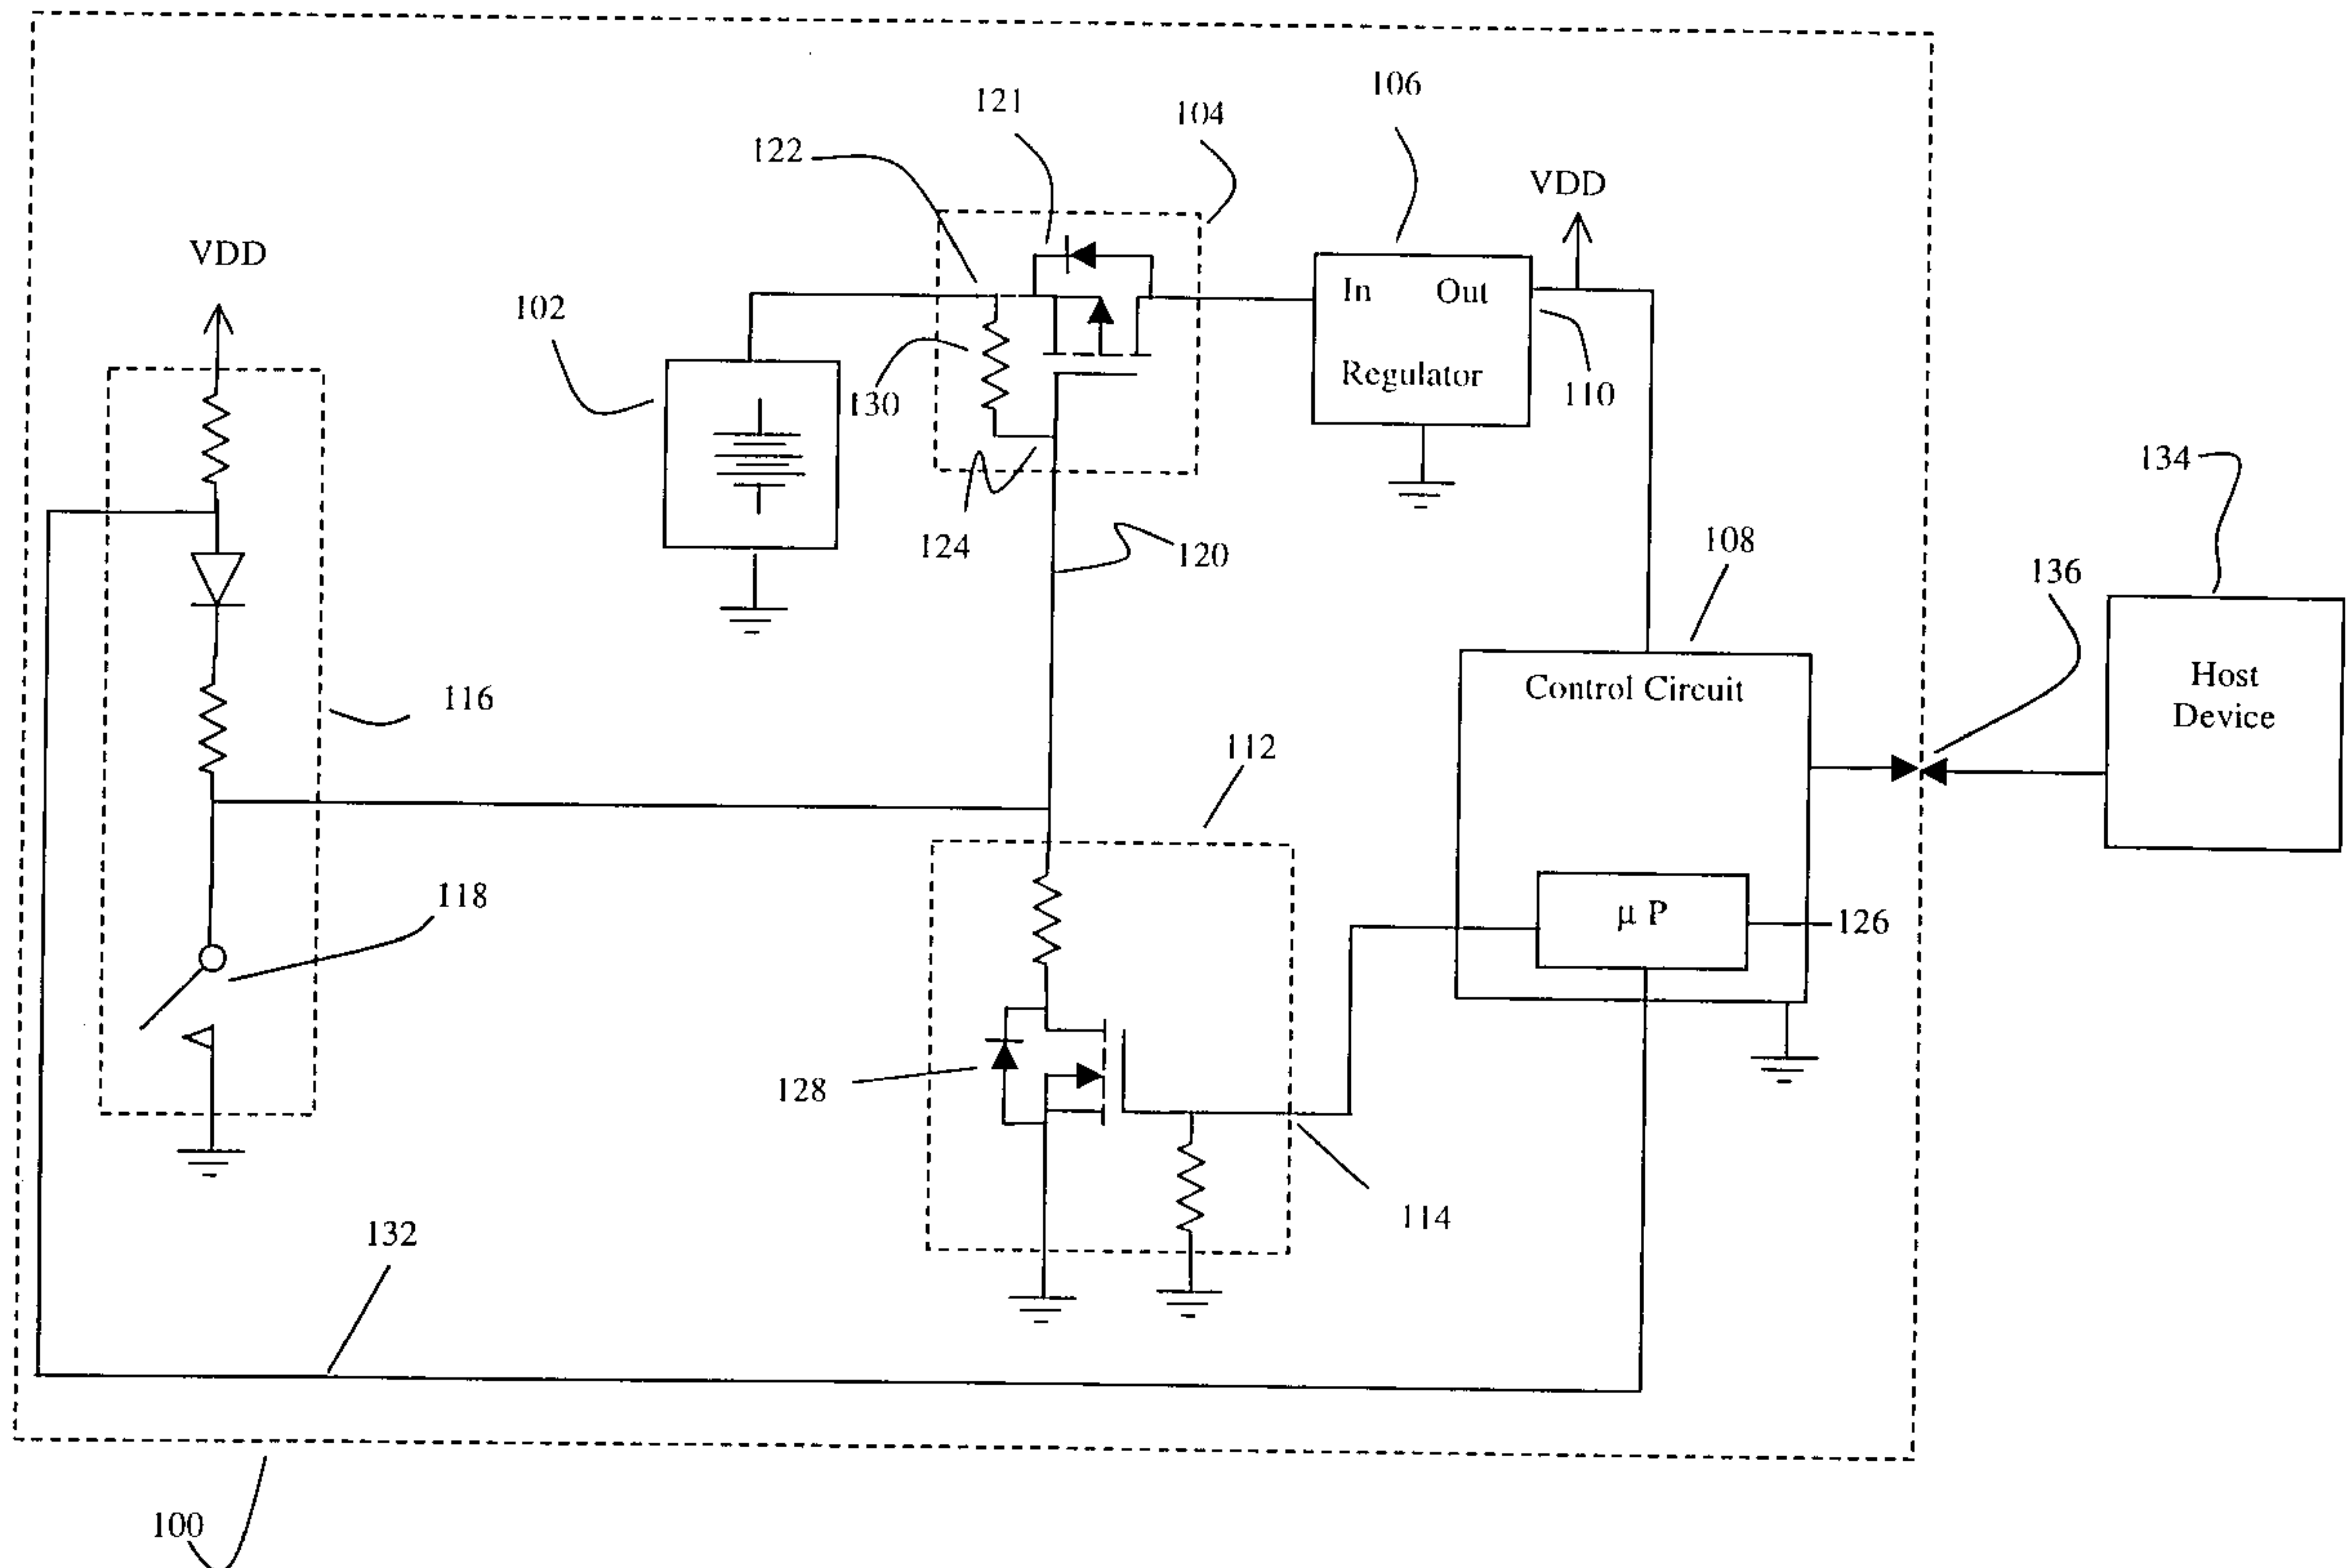 106
121
104
122
VDD
VDD
102
In Out
Regulator
130
110
134
124
120
108
136
Host
Device
Control Circuit
116
112
118
μ P
126
128
114
132
100